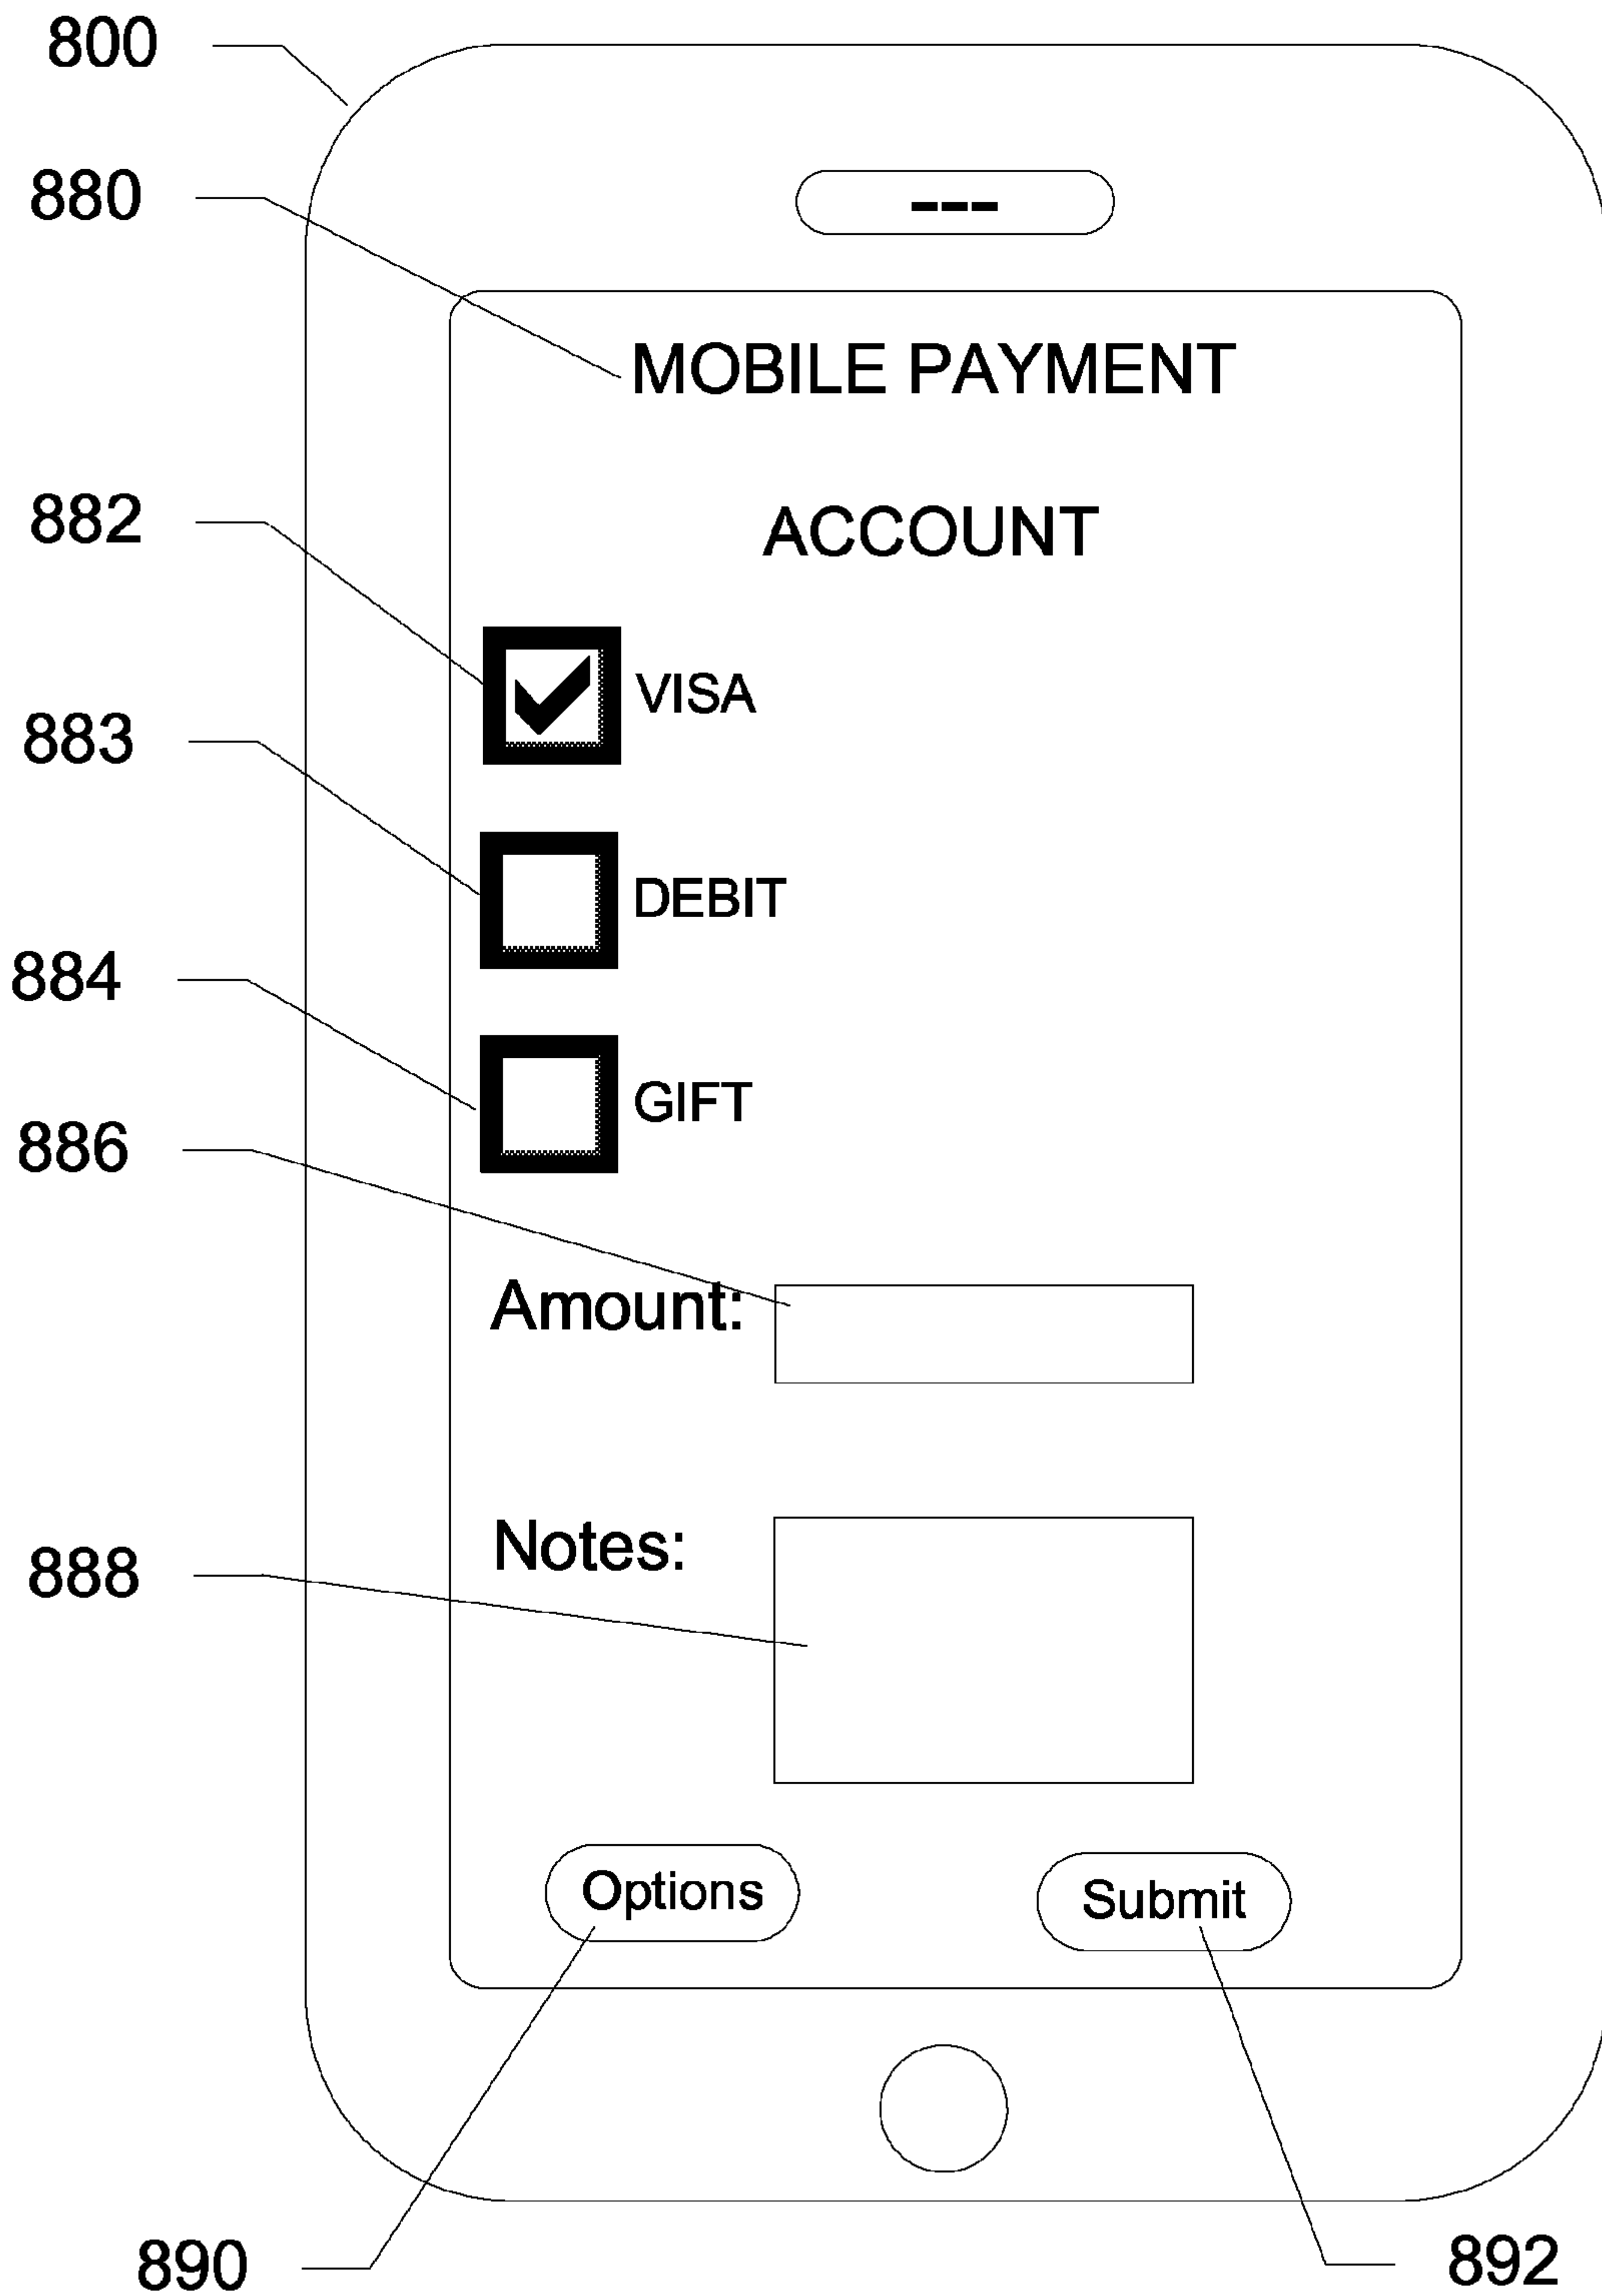 800
880
---
MOBILE PAYMENT
882
ACCOUNT
VISA
883
DEBIT
884
GIFT
886
Amount:
Notes:
888
Options
Submit
890
892